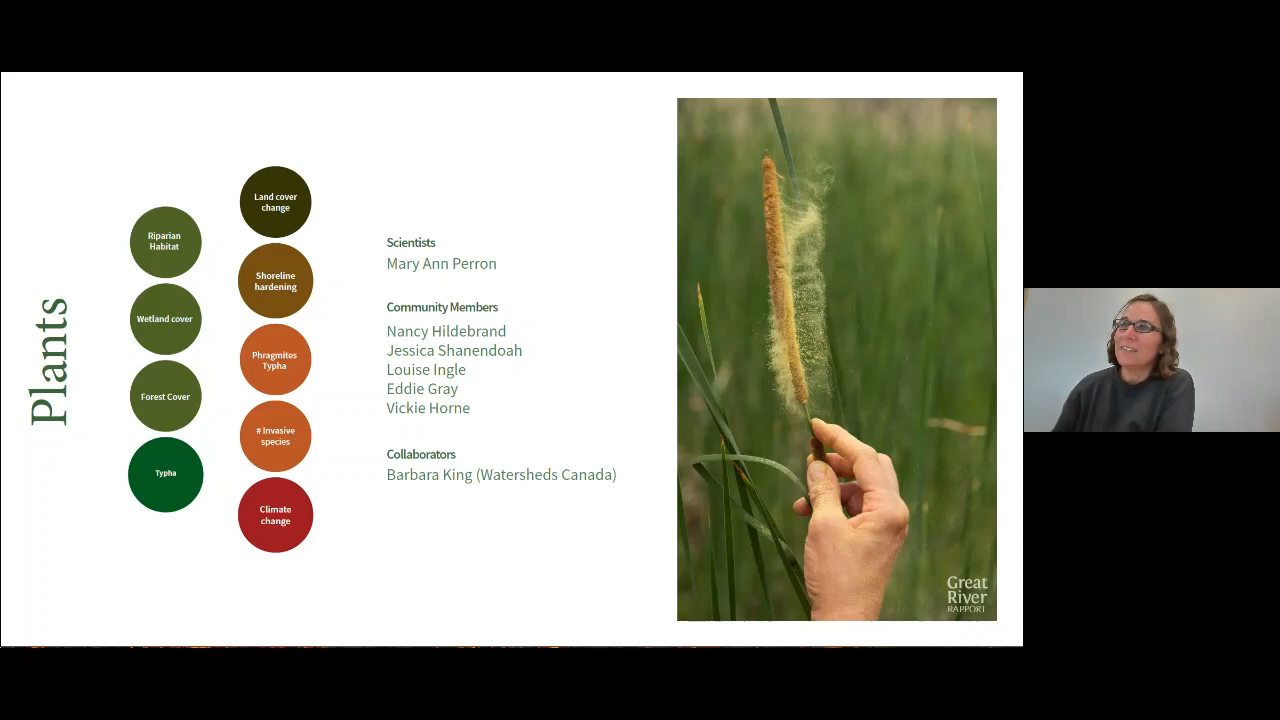 Plants
Riparian
Habitat
Wetland cover
Forest Cover
Typha
Land cover
change
Shoreline
hardening
Phragmites
Typha
# Invasive
species
Climate
change
Scientists
Mary Ann Perron
Community Members
Nancy Hildebrand
Jessica Shanendoah
Louise Ingle
Eddie Gray
Vickie Horne
Collaborators
Barbara King (Watersheds Canada)
Great
River
RAPPORT